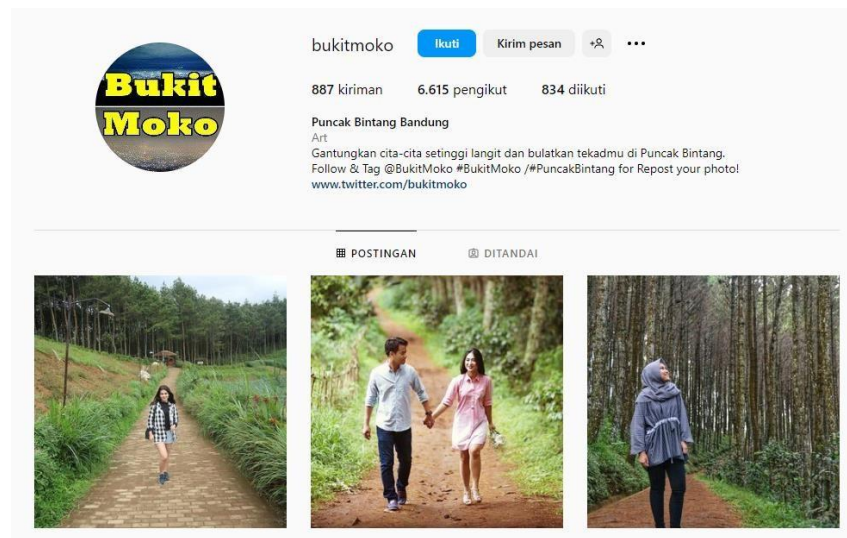 Bukit
Moko
bukitmoko Ikuti Kirim pesan
887 kiriman 6.615 pengikut 834 diikuti
Puncak Bintang Bandung
Art
Gantungkan cita-cita setinggi langit dan bulatkan tekadmu di Puncak Bintang.
Follow & Tag @BukitMoko #BukitMoko /#PuncakBintang for Repost your photo!
www.twitter.com/bukitmoko
POSTINGAN DITANDAI